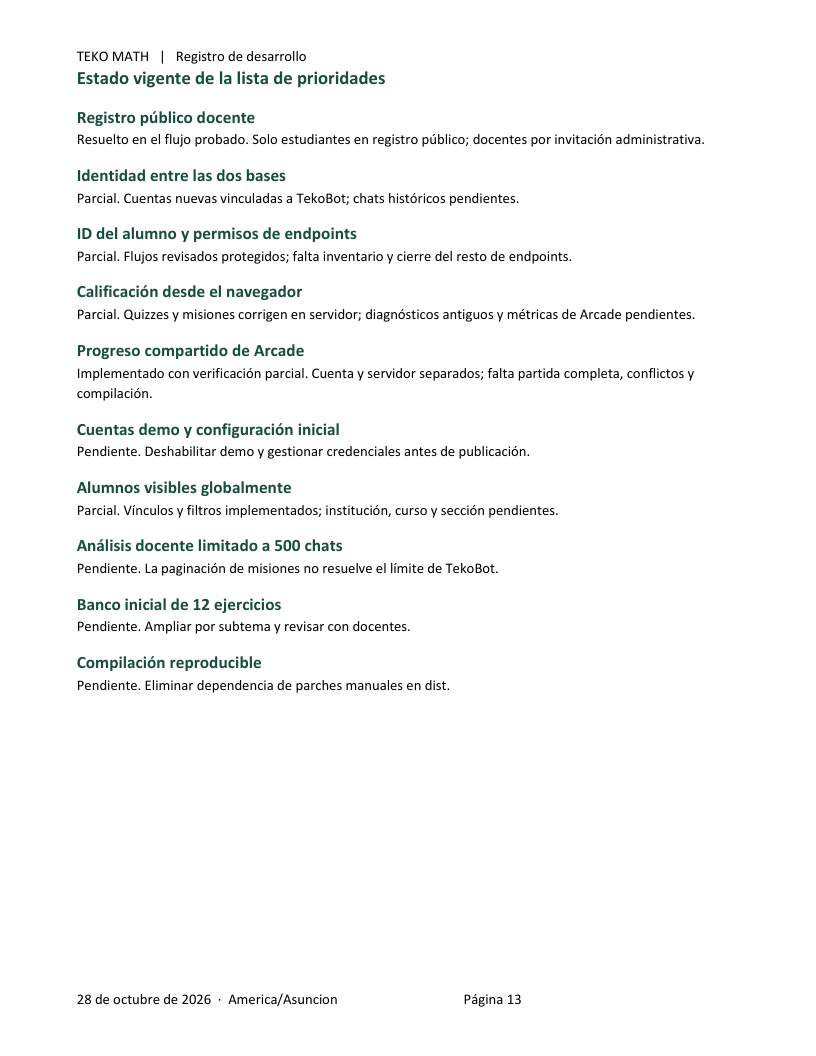 TEKO MATH | Registro de desarrollo
Estado vigente de la lista de prioridades
Registro público docente
Resuelto en el flujo probado. Solo estudiantes en registro público; docentes por invitación administrativa.
Identidad entre las dos bases
Parcial. Cuentas nuevas vinculadas a TekoBot; chats históricos pendientes.
ID del alumno y permisos de endpoints
Parcial. Flujos revisados protegidos; falta inventario y cierre del resto de endpoints.
Calificación desde el navegador
Parcial. Quizzes y misiones corrigen en servidor; diagnósticos antiguos y métricas de Arcade pendientes.
Progreso compartido de Arcade
Implementado con verificación parcial. Cuenta y servidor separados; falta partida completa, conflictos y
compilación.
Cuentas demo y configuración inicial
Pendiente. Deshabilitar demo y gestionar credenciales antes de publicación.
Alumnos visibles globalmente
Parcial. Vínculos y filtros implementados; institución, curso y sección pendientes.
Análisis docente limitado a 500 chats
Pendiente. La paginación de misiones no resuelve el límite de TekoBot.
Banco inicial de 12 ejercicios
Pendiente. Ampliar por subtema y revisar con docentes.
Compilación reproducible
Pendiente. Eliminar dependencia de parches manuales en dist.
28 de octubre de 2026 · America/Asuncion Página 13